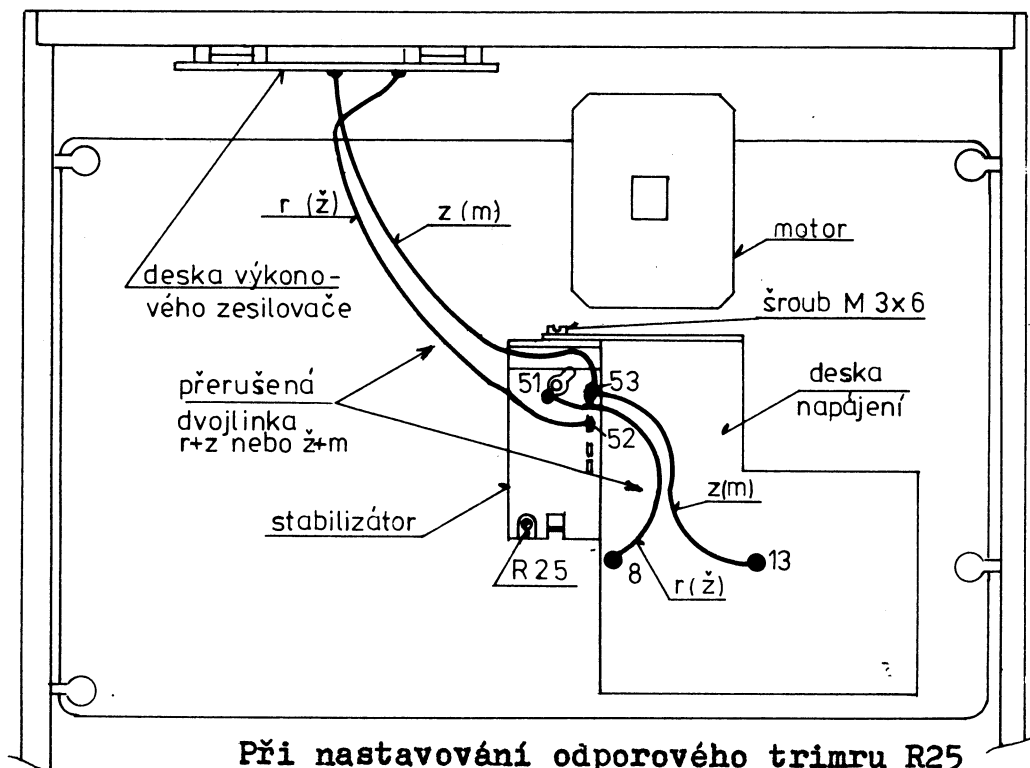 r (ž)
z (m)
motor
deska výkono-
vého zesilovače
šroub M 3x6
přerušená
dvojlinka
r+z nebo ž+m
51
53
52
deska
napájení
stabilizátor
z(m)
R25
8
r(ž)
13
Při nastavování odporového trimru R25